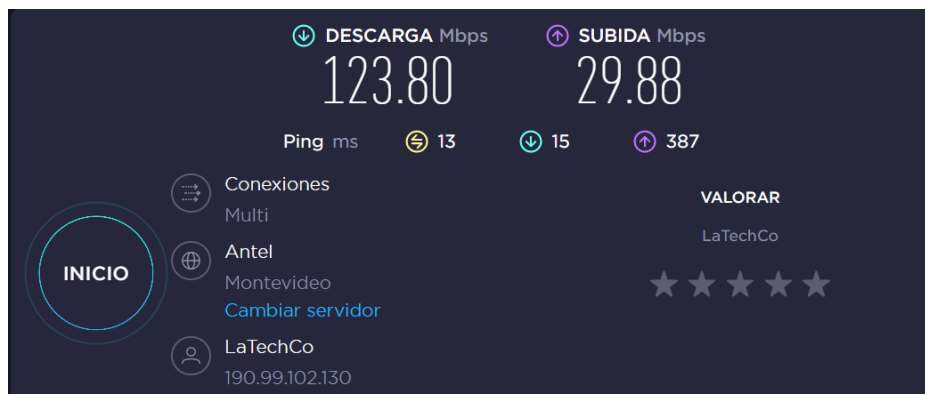 DESCARGA Mbps
SUBIDA Mbps
123.80
29.88
Ping ms 13 15 387
Conexiones
Multi
Antel
Montevideo
Cambiar servidor
LaTechCo
190.99.102.130
INICIO
VALORAR
LaTechCo